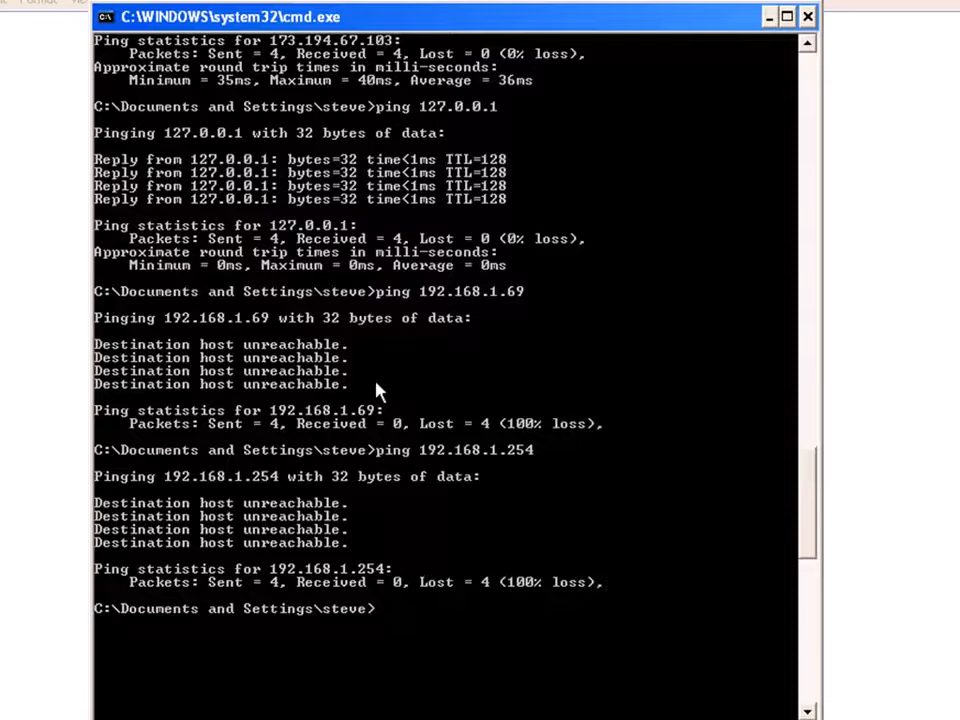 Format
C:\WINDOWS\system32\cmd.exe
Ping statistics for 173.194.67.103:
Packets: Sent = 4, Received = 4, Lost = 0 (0% loss),
Approximate round trip times in milli-seconds:
Minimum = 35ms, Maximum = 40ms, Average = 36ms
C:\Documents and Settings\steve>ping 127.0.0.1
Pinging 127.0.0.1 with 32 bytes of data:
Reply from 127.0.0.1: bytes=32 time<1ms TTL=128
Reply from 127.0.0.1: bytes=32 time<1ms TTL=128
Reply from 127.0.0.1: bytes=32 time<1ms TTL=128
Reply from 127.0.0.1: bytes=32 time<1ms TTL=128
Ping statistics for 127.0.0.1:
Packets: Sent = 4, Received = 4, Lost = 0 (0% loss),
Approximate round trip times in milli-seconds:
Minimum = 0ms, Maximum = 0ms, Average = 0ms
C:\Documents and Settings\steve>ping 192.168.1.69
Pinging 192.168.1.69 with 32 bytes of data:
Destination host unreachable.
Destination host unreachable.
Destination host unreachable.
Destination host unreachable.
Ping statistics for 192.168.1.69:
Packets: Sent = 4, Received = 0, Lost = 4 (100% loss),
C:\Documents and Settings\steve>ping 192.168.1.254
Pinging 192.168.1.254 with 32 bytes of data:
Destination host unreachable.
Destination host unreachable.
Destination host unreachable.
Destination host unreachable.
Ping statistics for 192.168.1.254:
Packets: Sent = 4, Received = 0, Lost = 4 (100% loss),
C:\Documents and Settings\steve>